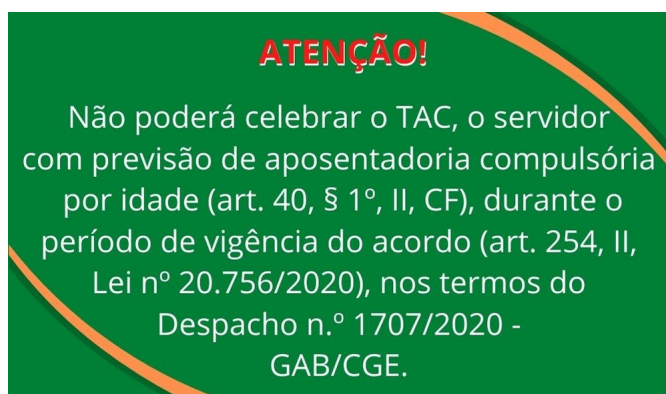 ATENÇÃO!
Não poderá celebrar o TAC, o servidor
com previsão de aposentadoria compulsória
por idade (art. 40, § 1º, II, CF), durante o
período de vigência do acordo (art. 254, II,
Lei nº 20.756/2020), nos termos do
Despacho n.º 1707/2020 -
GAB/CGE.